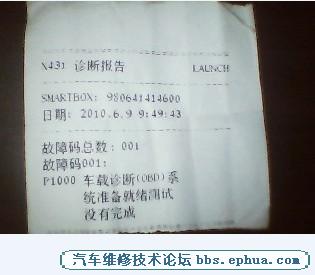 X431 诊断报告 LAUNCH
SMARTBOX: 980641414600
日期: 2010.6.9 9:49:43
故障码总数: 001
故障码001:
P1000 车载诊断(OBD)系
统准备就绪测试
没有完成
汽车维修技术论坛 bbs.ephua.com